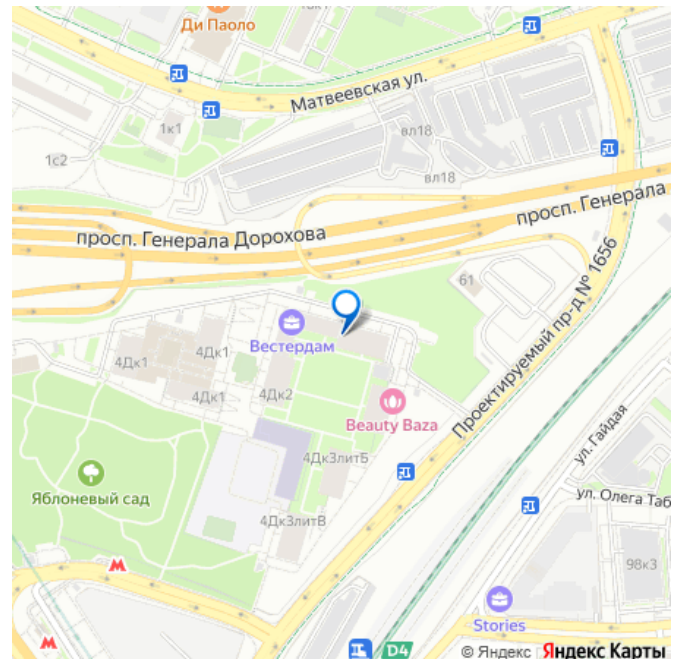 Ди Паоло
Матвеевская ул.
1к1
вл18
1с2
вл18
просп. Генерала
просп. Генерала Дорохова
61
Проектируемый пр-д № 1656
Вестердам
4Дк1
4Дк1
4Дк1
4Дк2
Beauty Baza
4Дк3литБ
ул. Гайдая
Яблоневый сад
ул. Олега Таб
4Дк3литВ
98к3
Stories
D4
© Яндекс Яндекс Карты